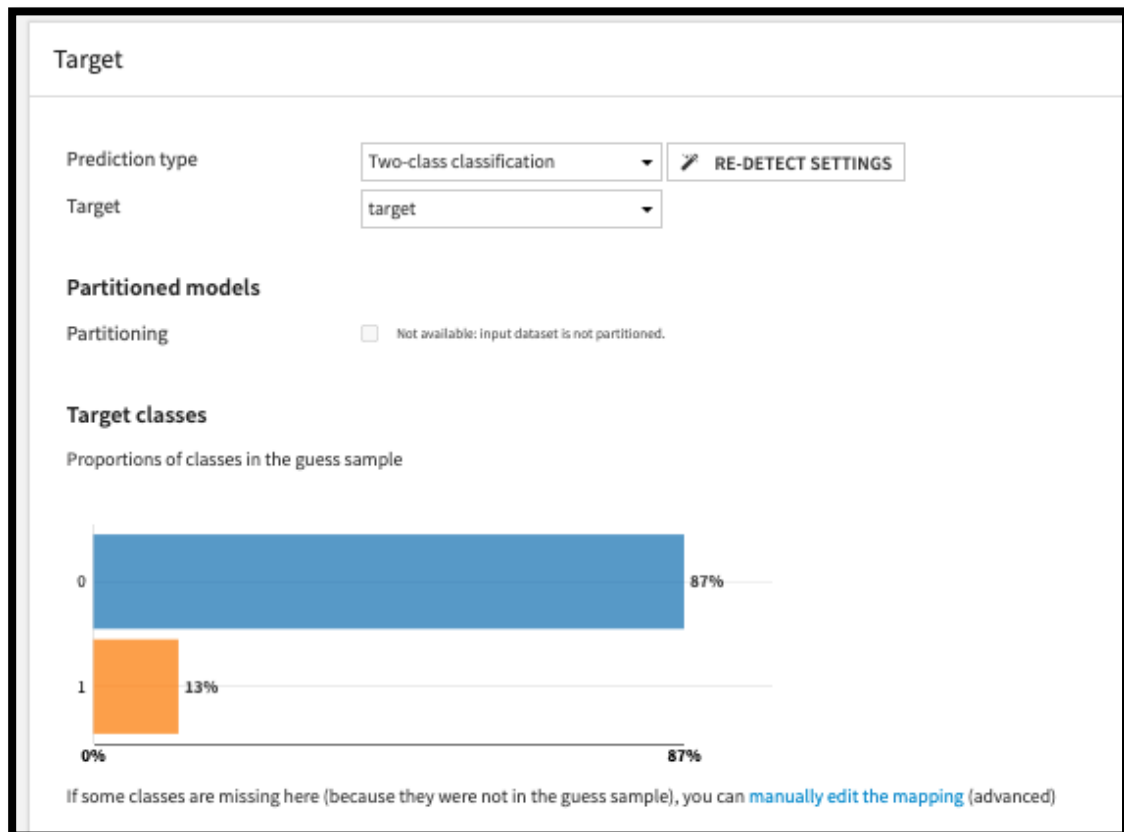 Target
Prediction type Two-class classification RE-DETECT SETTINGS
Target target
Partitioned models
Partitioning Not available: input dataset is not partitioned.
Target classes
Proportions of classes in the guess sample
0 87%
1 13%
0% 87%
If some classes are missing here (because they were not in the guess sample), you can manually edit the mapping (advanced)